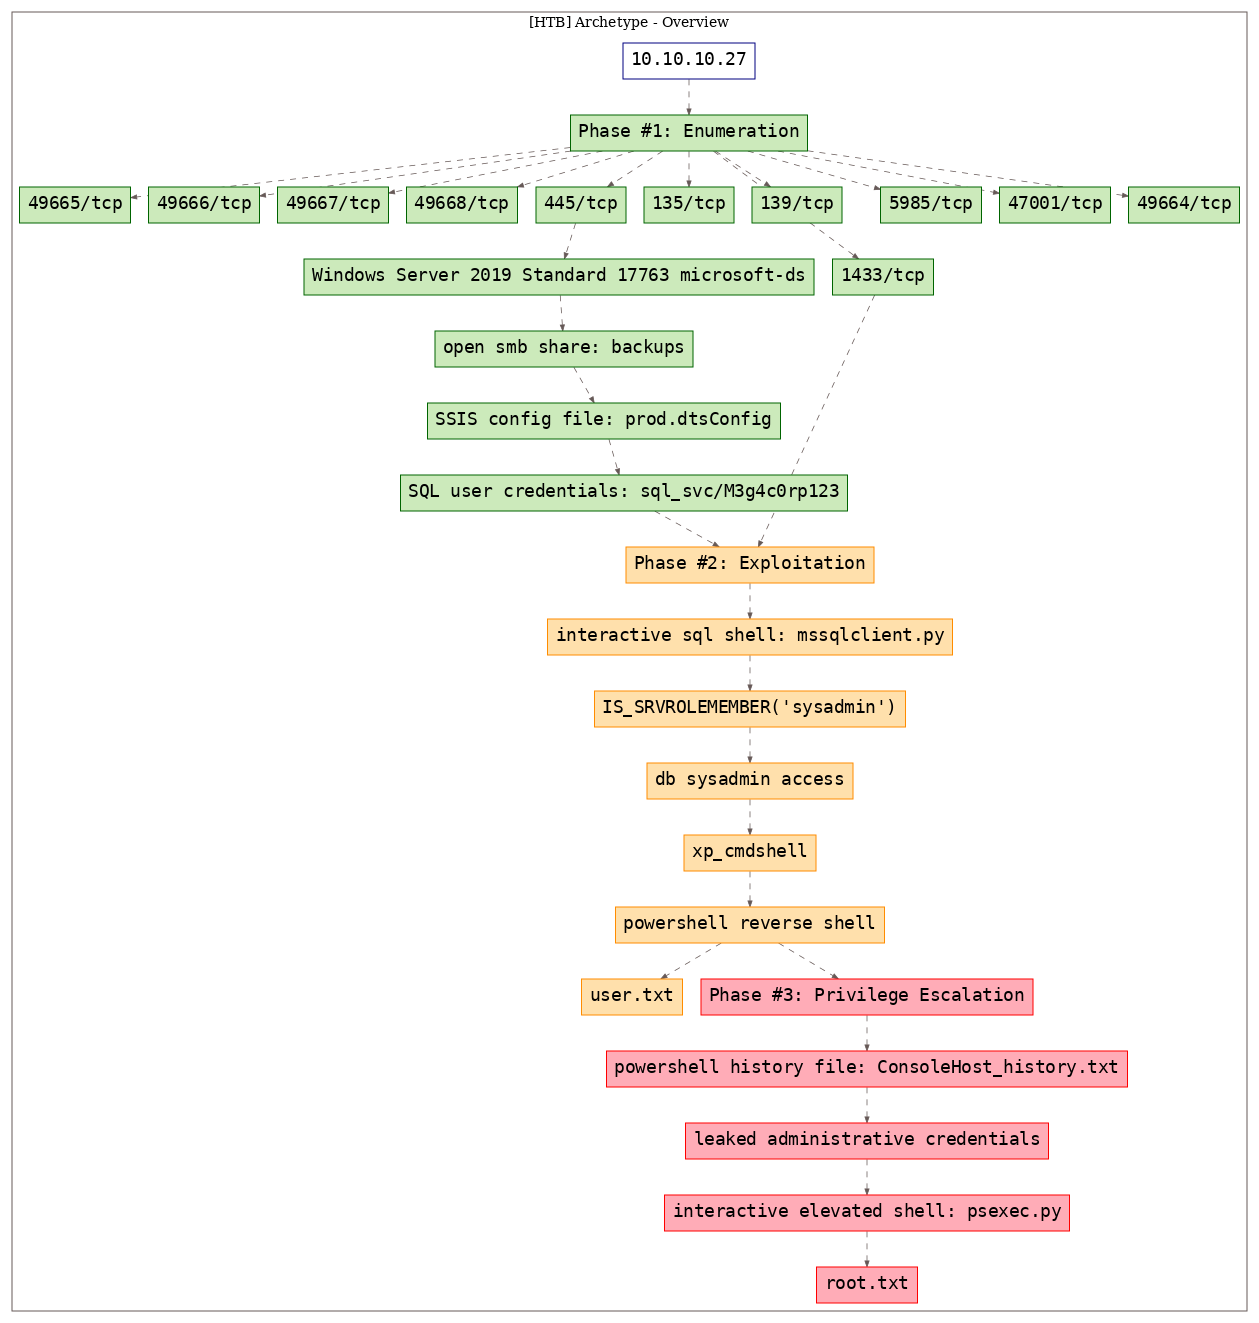 [HTB] Archetype - Overview
10.10.10.27
Phase #1: Enumeration
49665/tcp
49666/tcp
49667/tcp
49668/tcp
445/tcp
135/tcp
139/tcp
5985/tcp
47001/tcp
49664/tcp
Windows Server 2019 Standard 17763 microsoft-ds
1433/tcp
open smb share: backups
SSIS config file: prod.dtsConfig
SQL user credentials: sql_svc/M3g4c0rp123
Phase #2: Exploitation
interactive sql shell: mssqlclient.py
IS_SRVROLEMEMBER('sysadmin')
db sysadmin access
xp_cmdshell
powershell reverse shell
user.txt
Phase #3: Privilege Escalation
powershell history file: ConsoleHost_history.txt
leaked administrative credentials
interactive elevated shell: psexec.py
root.txt